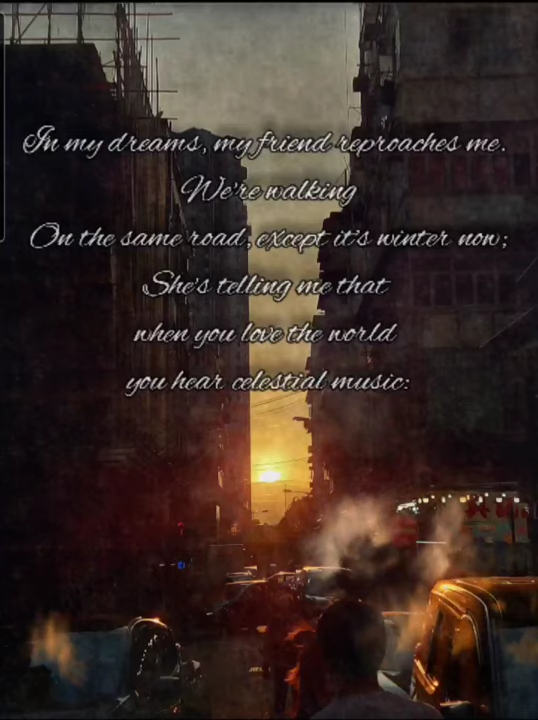 In my dreams, my friend reproaches me.
We're walking
On the same road, except it's winter now;
She's telling me that
when you love the world
you hear celestial music: